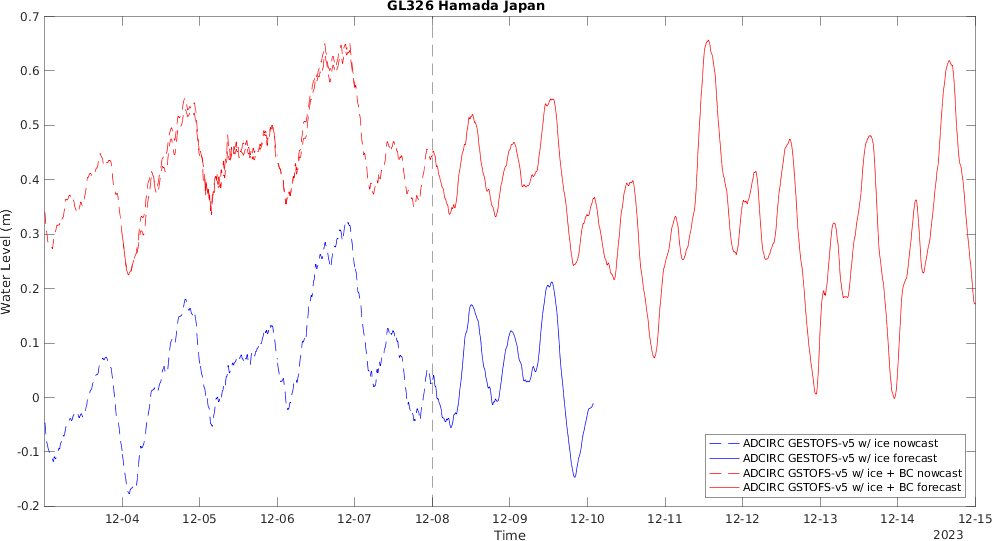 GL326 Hamada Japan
0.7
0.6
0.5
0.4
0.3
0.2
0.1
0
-0.1
-0.2
Water Level (m)
ADCIRC GESTOFS-v5 w/ ice nowcast
ADCIRC GESTOFS-v5 w/ ice forecast
ADCIRC GSTOFS-v5 w/ ice + BC nowcast
ADCIRC GSTOFS-v5 w/ ice + BC forecast
12-04 12-05 12-06 12-07 12-08 12-09 12-10 12-11 12-12 12-13 12-14 12-15
Time
2023